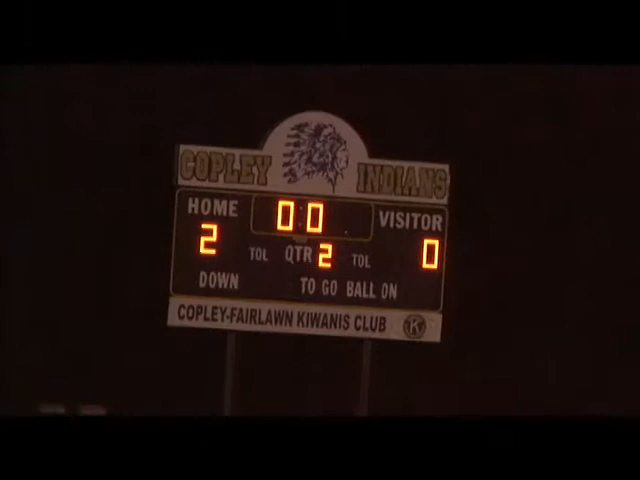 COPLEY INDIANS
HOME 00 VISITOR
2 TOL QTR 2 TOL 0
DOWN TO GO BALL ON
COPLEY-FAIRLAWN KIWANIS CLUB K